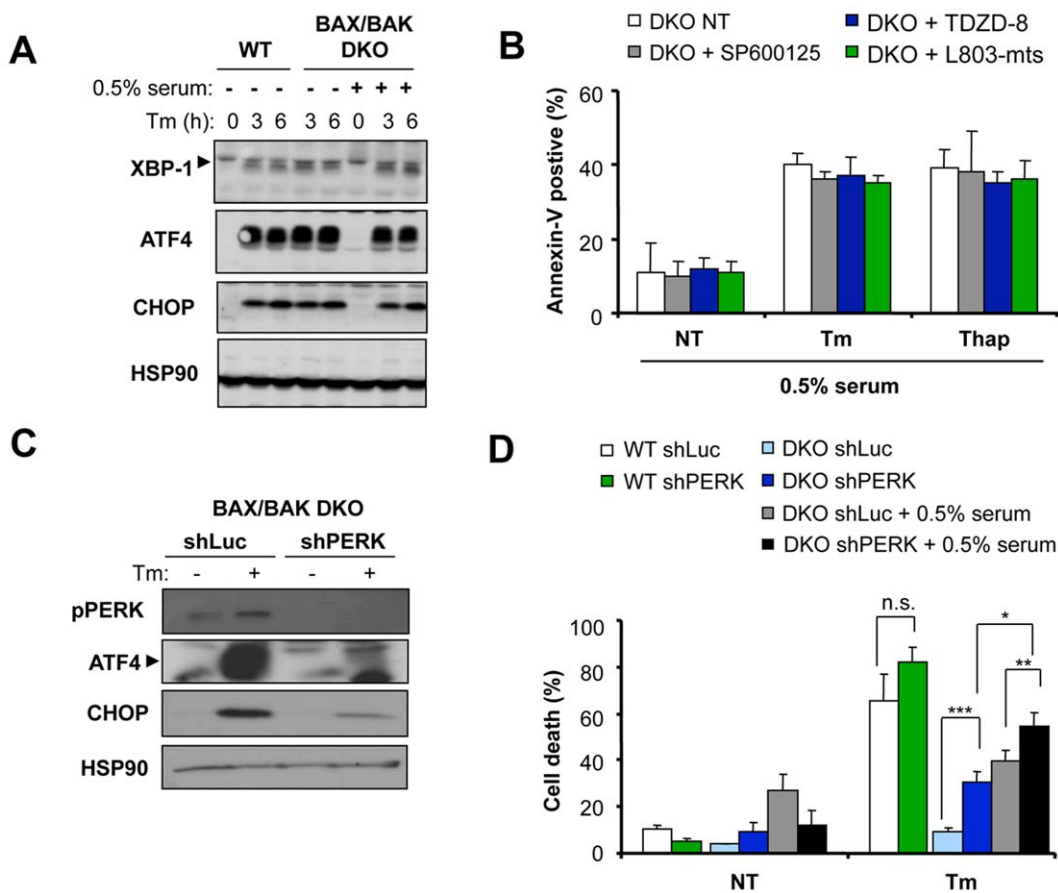 A
WT
BAX/BAK
DKO
0.5% serum: - - - - - + + +
Tm (h): 0 3 6 3 6 0 3 6
XBP-1
ATF4
CHOP
HSP90
B
DKO NT
DKO + TDZD-8
DKO + SP600125
DKO + L803-mts
Annexin-V postive (%)
60
40
20
0
NT
Tm
Thap
0.5% serum
C
BAX/BAK DKO
shLuc
shPERK
Tm: - + - +
pPERK
ATF4
CHOP
HSP90
D
WT shLuc
DKO shLuc
WT shPERK
DKO shPERK
DKO shLuc + 0.5% serum
DKO shPERK + 0.5% serum
Cell death (%)
100
80
60
40
20
0
n.s.
*
**
***
NT
Tm